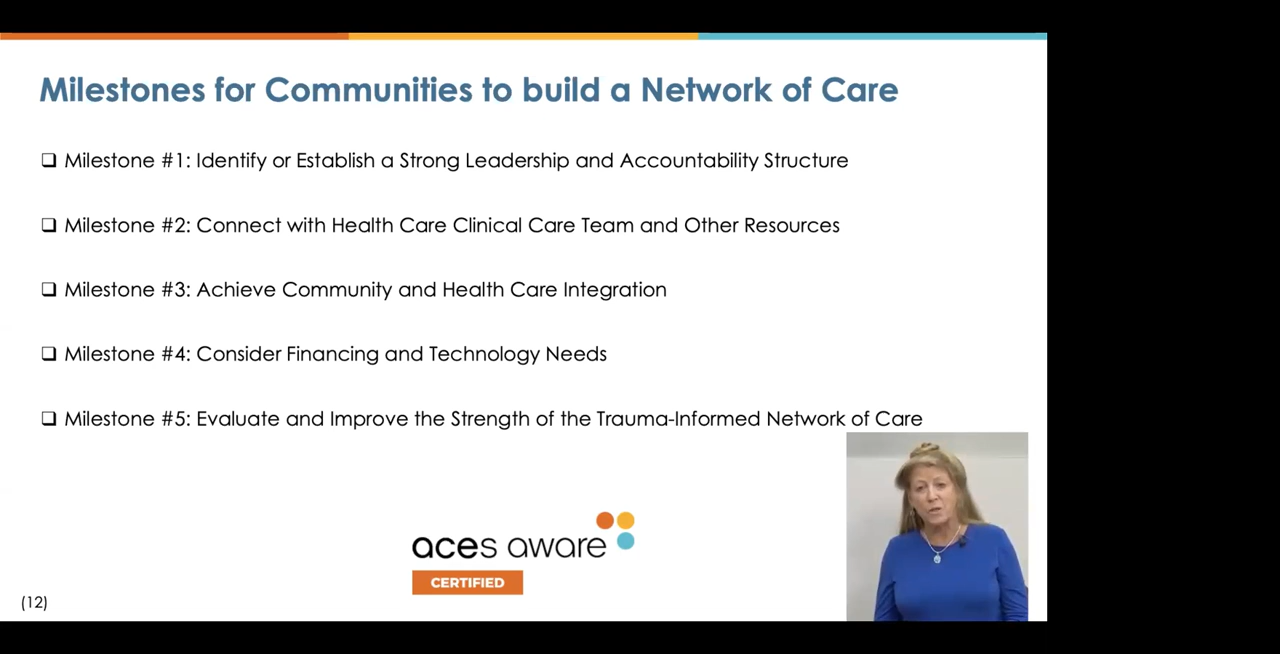 Milestones for Communities to build a Network of Care
❑ Milestone #1: Identify or Establish a Strong Leadership and Accountability Structure
❑ Milestone #2: Connect with Health Care Clinical Care Team and Other Resources
❑ Milestone #3: Achieve Community and Health Care Integration
❑ Milestone #4: Consider Financing and Technology Needs
❑ Milestone #5: Evaluate and Improve the Strength of the Trauma-Informed Network of Care
aces aware
CERTIFIED
(12)